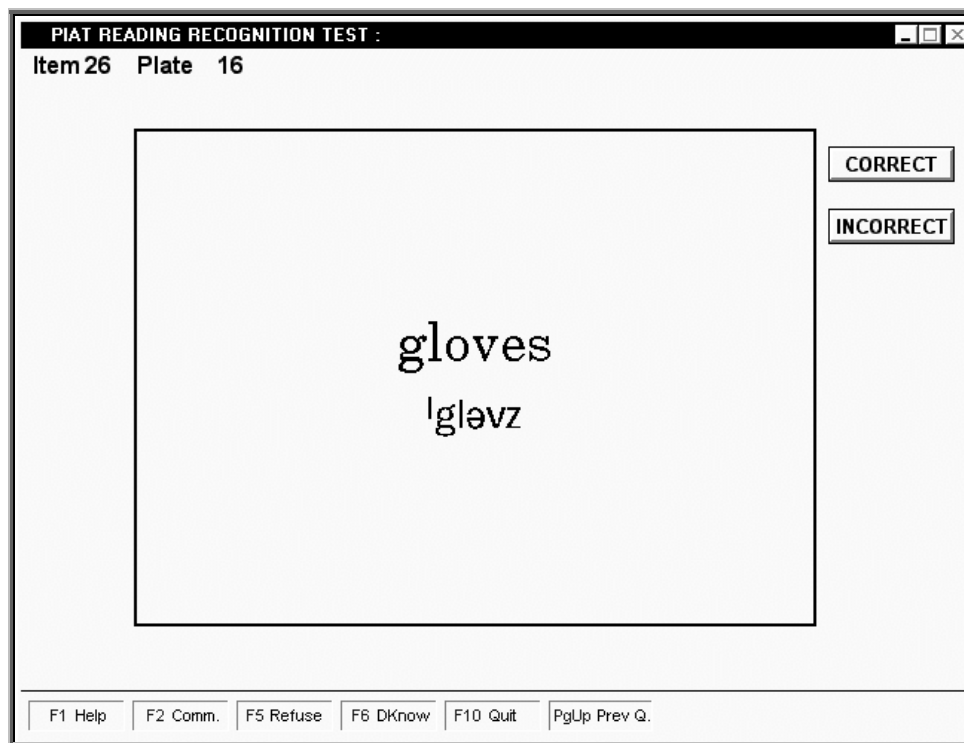 PIAT READING RECOGNITION TEST :
Item 26 Plate 16
CORRECT
INCORRECT
gloves
ˈgləvz
F1 Help F2 Comm. F5 Refuse F6 DKnow F10 Quit PgUp Prev Q.